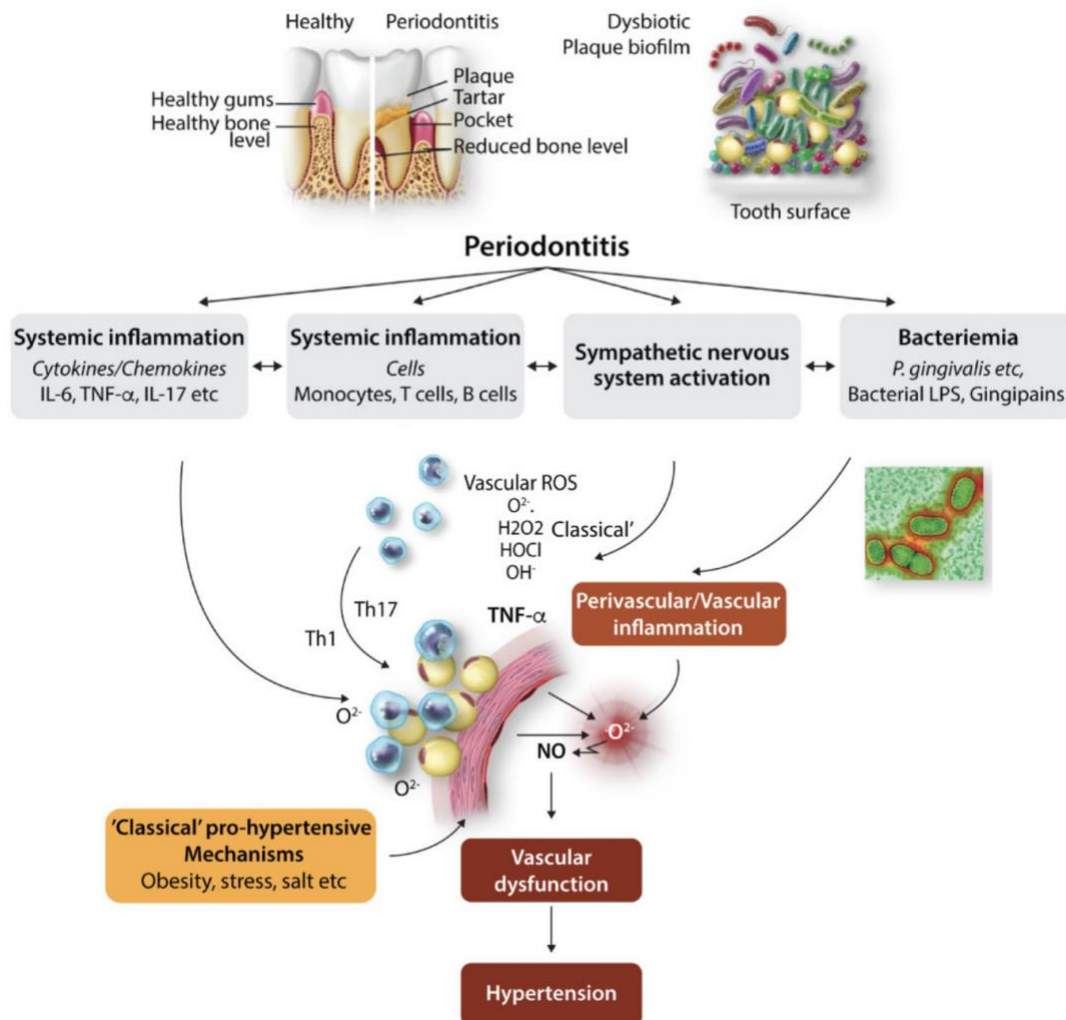 Healthy
Periodontitis
Dysbiotic
Plaque biofilm
Healthy gums
Healthy bone
level
Plaque
Tartar
Pocket
Reduced bone level
Tooth surface
Periodontitis
Systemic inflammation
Cytokines/Chemokines
IL-6, TNF-α, IL-17 etc
Systemic inflammation
Cells
Monocytes, T cells, B cells
Sympathetic nervous
system activation
Bacteriemia
P. gingivalis etc,
Bacterial LPS, Gingipains
Vascular ROS
O²⁻.
H2O2
HOCl
OH⁻
Classical'
TNF-α
Perivascular/Vascular
inflammation
Th17
Th1
O²⁻
O²⁻
·O²⁻
NO
'Classical' pro-hypertensive
Mechanisms
Obesity, stress, salt etc
Vascular
dysfunction
Hypertension